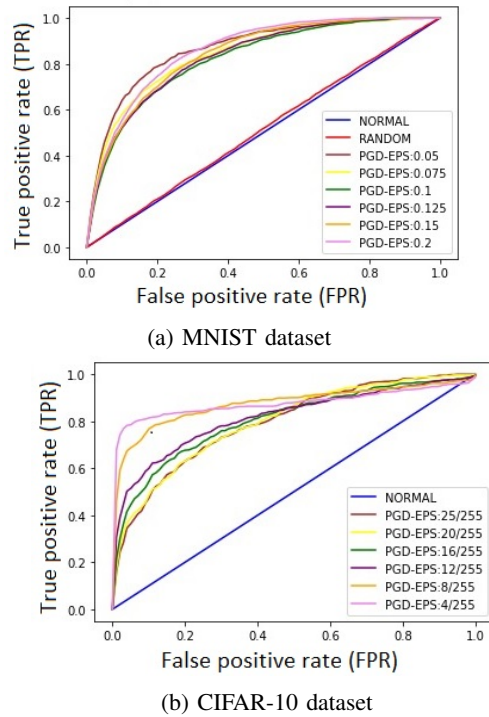 True positive rate (TPR)
1.0
0.8
0.6
0.4
0.2
0.0
NORMAL
RANDOM
PGD-EPS:0.05
PGD-EPS:0.075
PGD-EPS:0.1
PGD-EPS:0.125
PGD-EPS:0.15
PGD-EPS:0.2
0.0 0.2 0.4 0.6 0.8 1.0
False positive rate (FPR)
(a) MNIST dataset
True positive rate (TPR)
1.0
0.8
0.6
0.4
0.2
0.0
NORMAL
PGD-EPS:25/255
PGD-EPS:20/255
PGD-EPS:16/255
PGD-EPS:12/255
PGD-EPS:8/255
PGD-EPS:4/255
0.0 0.2 0.4 0.6 0.8 1.0
False positive rate (FPR)
(b) CIFAR-10 dataset